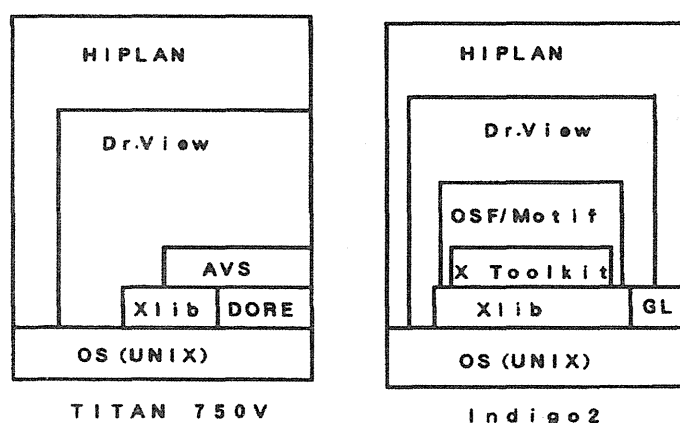 HIPLAN
Dr.View
AVS
Xlib
DORE
OS (UNIX)
TITAN 750V
HIPLAN
Dr.View
OSF/Motif
X Toolkit
Xlib
GL
OS (UNIX)
Indigo2